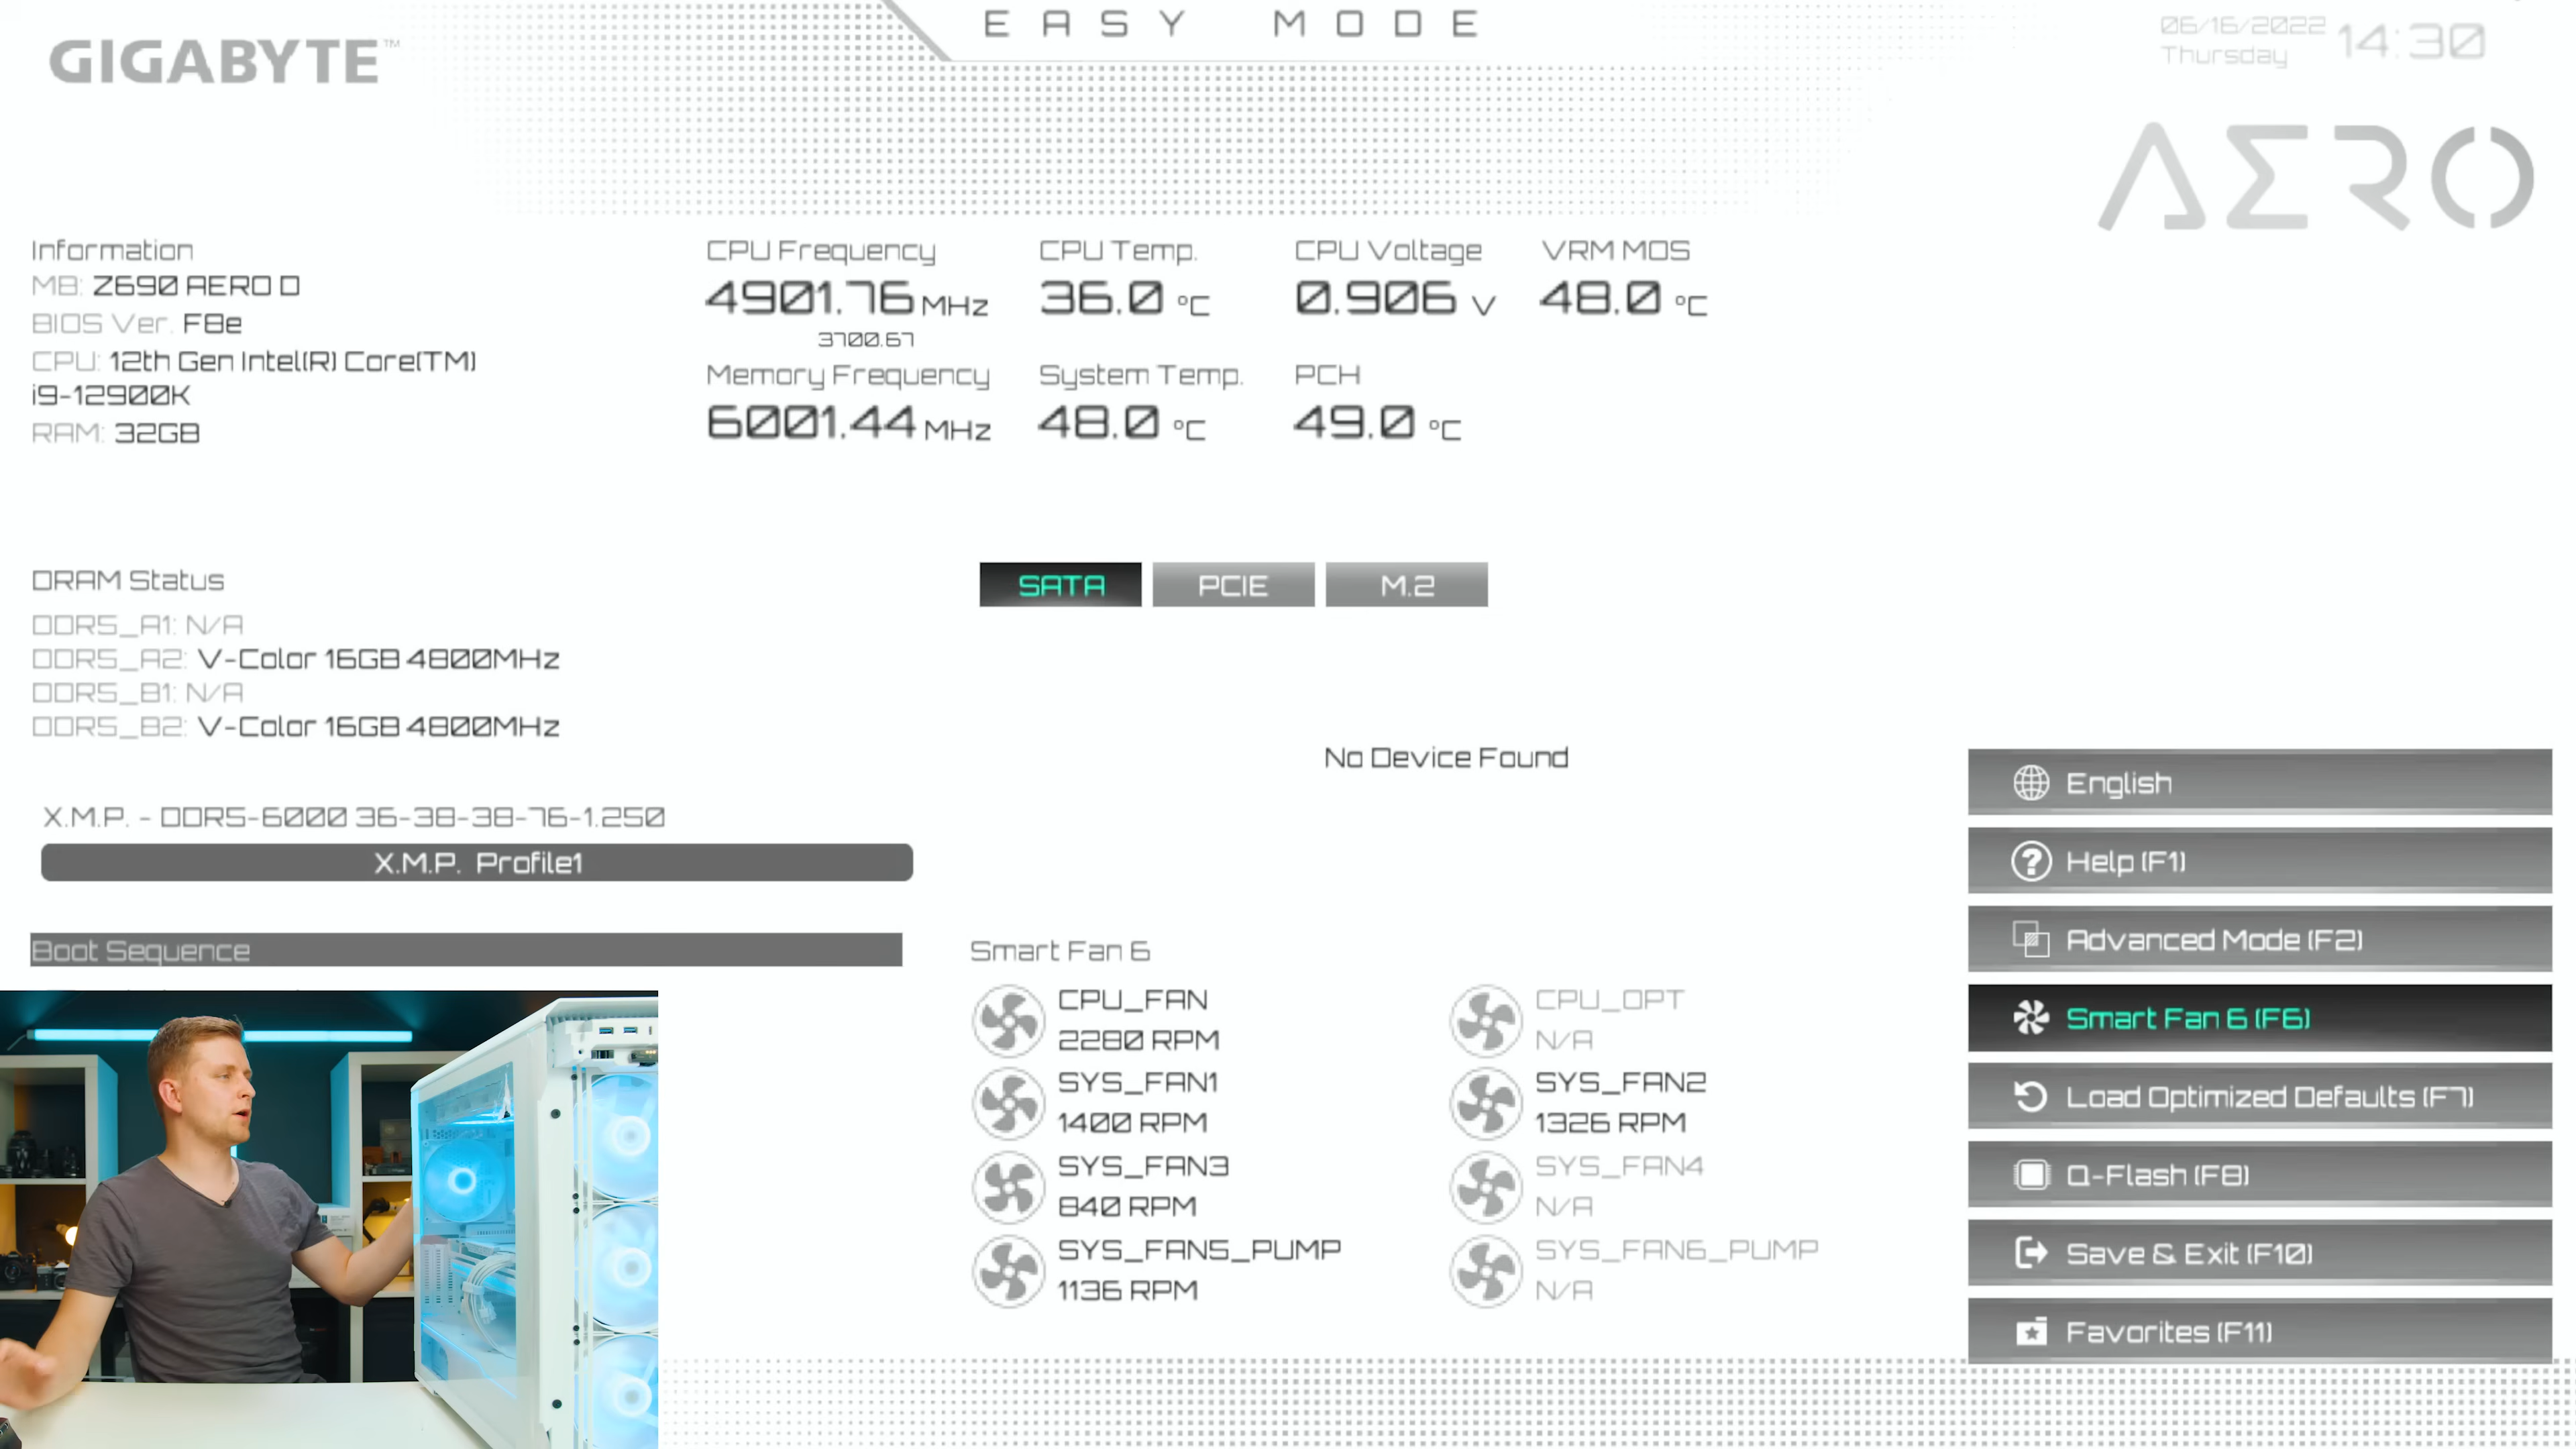 EASY MODE
GIGABYTE™
06/16/2022
Thursday
14:30
AERO
Information
MB: Z690 AERO D
BIOS Ver. F8e
CPU: 12th Gen Intel(R) Core(TM)
i9-12900K
RAM: 32GB
CPU Frequency
4901.76 MHz
3700.67
CPU Temp.
36.0 °C
CPU Voltage
0.906 V
VRM MOS
48.0 °C
Memory Frequency
6001.44 MHz
System Temp.
48.0 °C
PCH
49.0 °C
DRAM Status
DDR5_A1: N/A
DDR5_A2: V-Color 16GB 4800MHz
DDR5_B1: N/A
DDR5_B2: V-Color 16GB 4800MHz
X.M.P. - DDR5-6000 36-38-38-76-1.250
X.M.P. Profile1
Boot Sequence
SATA
PCIE
M.2
No Device Found
Smart Fan 6
CPU_FAN
2280 RPM
CPU_OPT
N/A
SYS_FAN1
1400 RPM
SYS_FAN2
1326 RPM
SYS_FAN3
840 RPM
SYS_FAN4
N/A
SYS_FAN5_PUMP
1136 RPM
SYS_FAN6_PUMP
N/A
English
Help (F1)
Advanced Mode (F2)
Smart Fan 6 (F6)
Load Optimized Defaults (F7)
Q-Flash (F8)
Save & Exit (F10)
Favorites (F11)